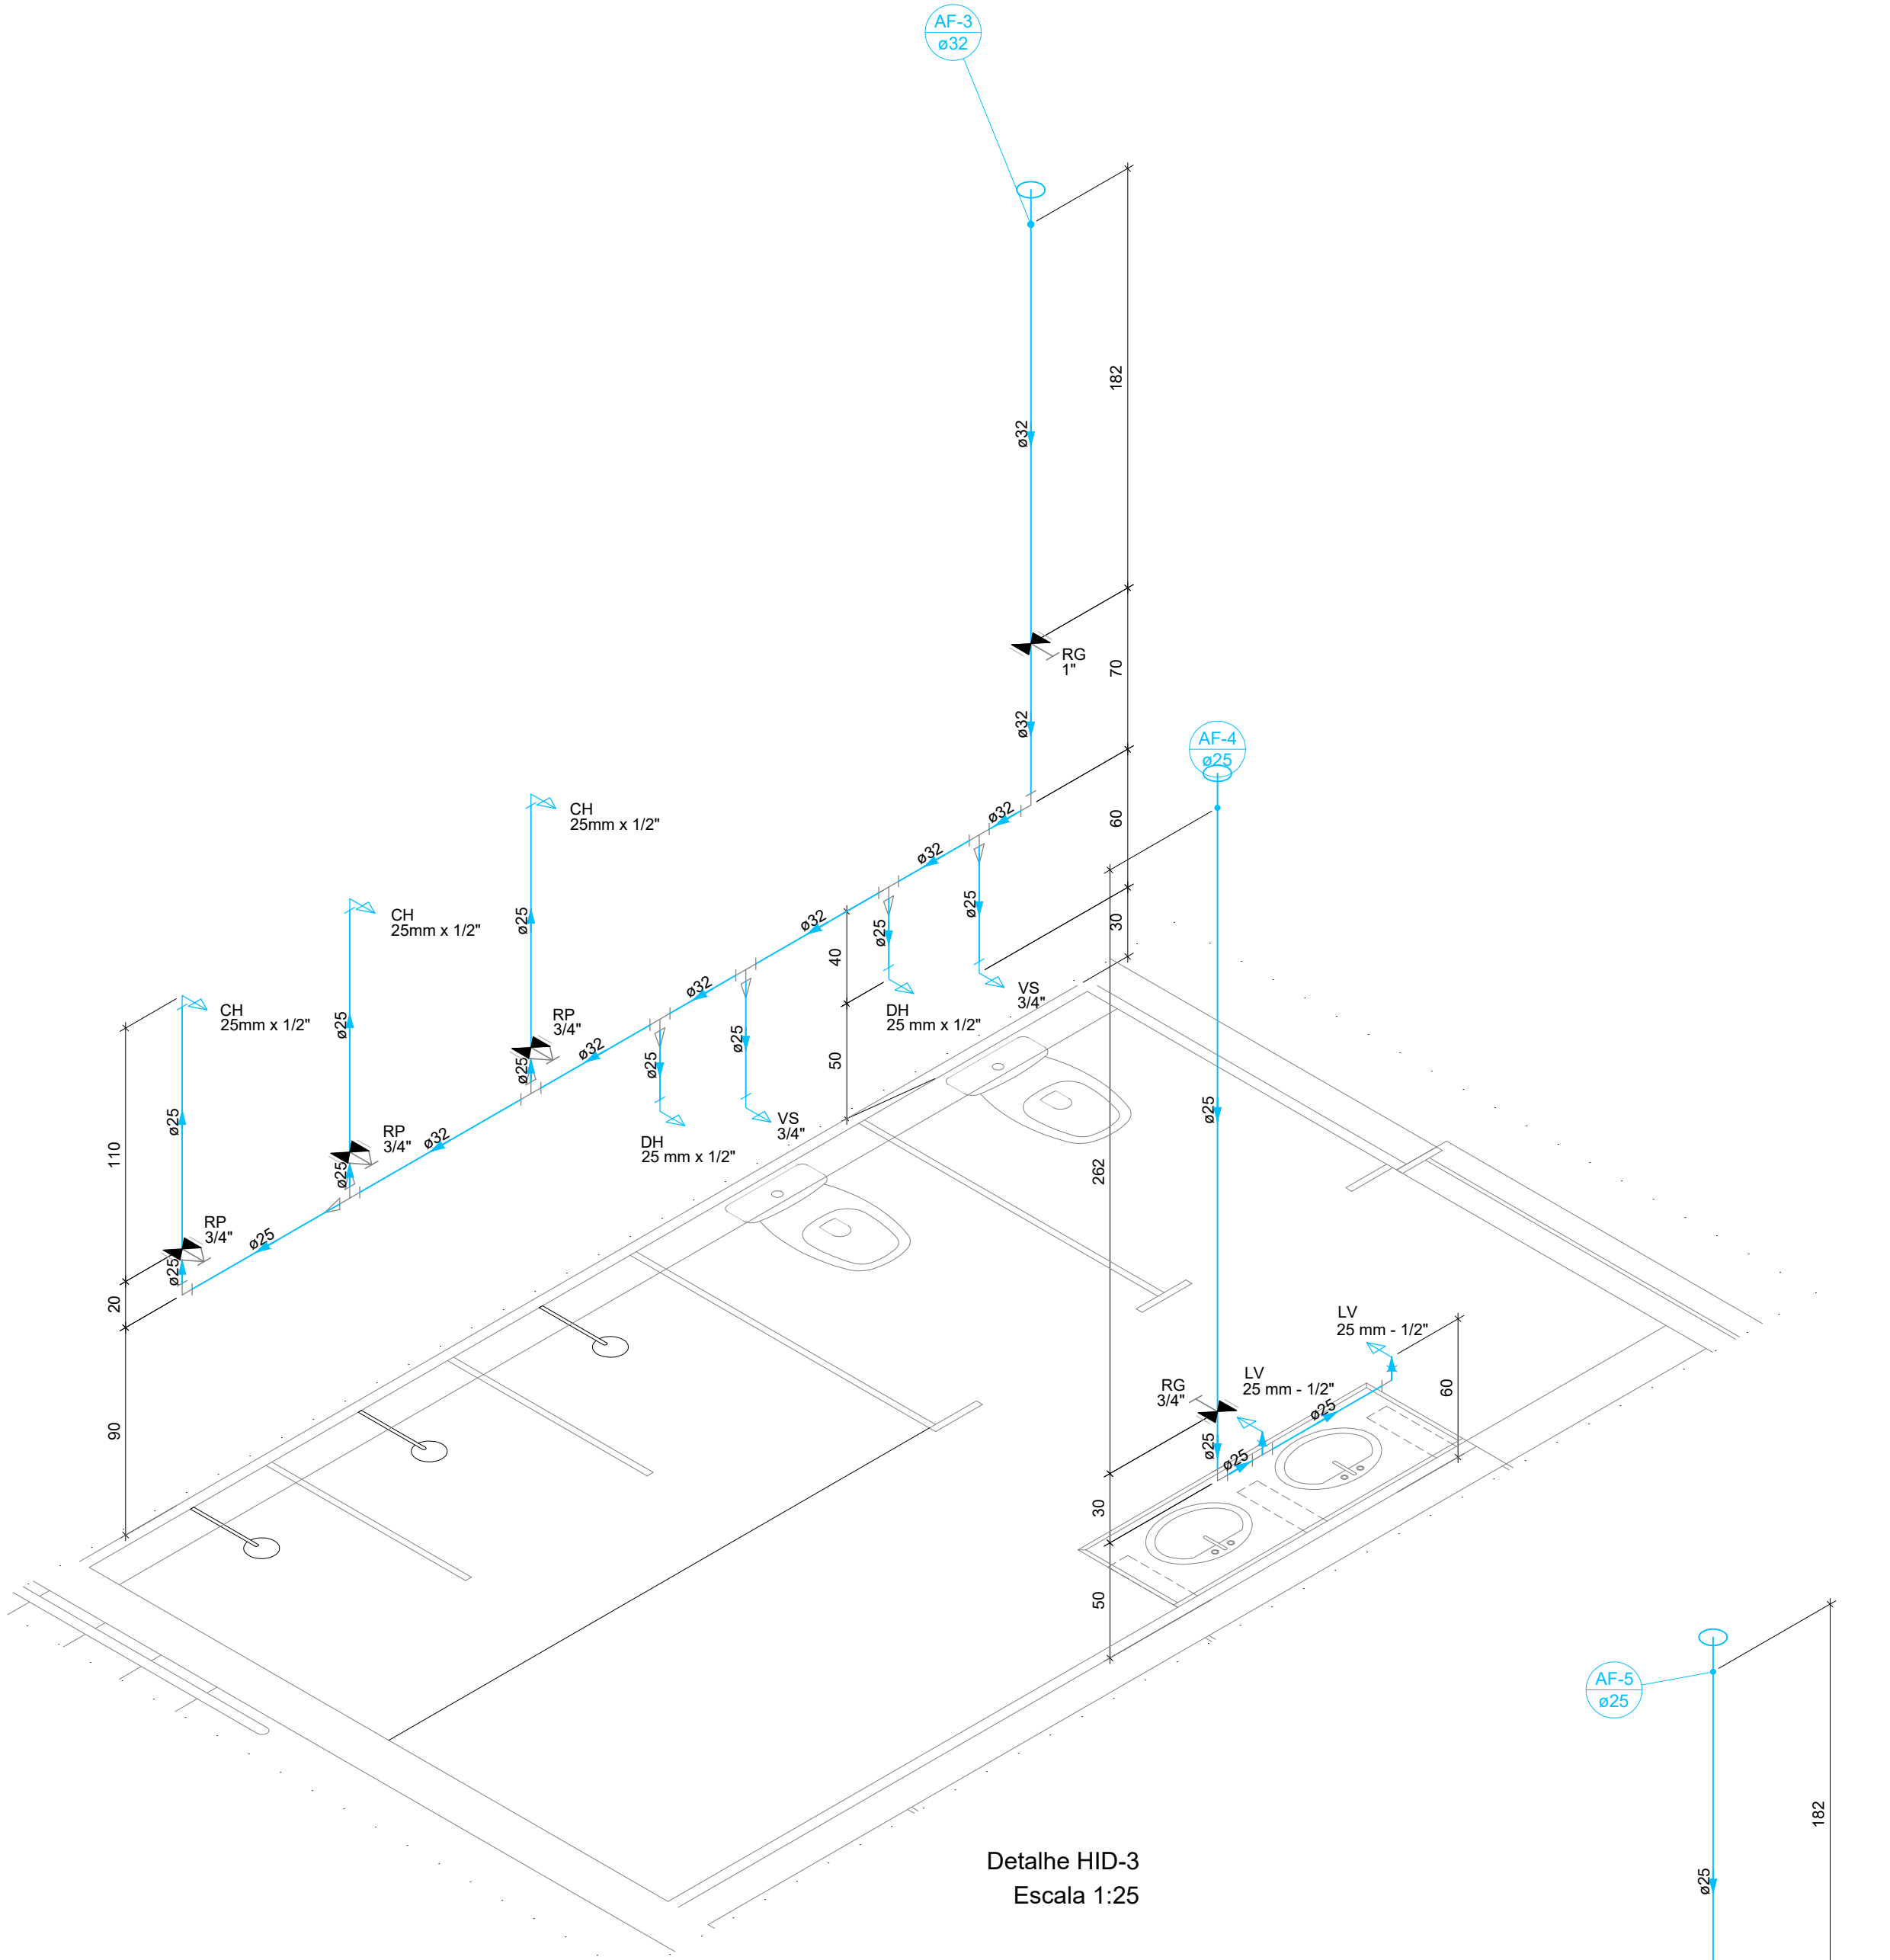 AF-3
ø32
182
ø32
RG
1"
70
ø32
AF-4
ø25
60
ø32
CH
25mm x 1/2"
ø32
30
ø25
ø25
ø32
ø25
40
CH
25mm x 1/2"
VS
3/4"
ø32
DH
25 mm x 1/2"
CH
25mm x 1/2"
RP
3/4"
ø25
ø25
ø32
ø25
50
ø25
ø25
VS
3/4"
DH
25 mm x 1/2"
ø25
ø25
110
RP
3/4"
ø32
262
ø25
RP
3/4"
ø25
ø25
20
90
LV
25 mm - 1/2"
RG
3/4"
LV
25 mm - 1/2"
60
ø25
ø25
ø25
30
50
AF-5
ø25
182
ø25
Detalhe HID-3
Escala 1:25